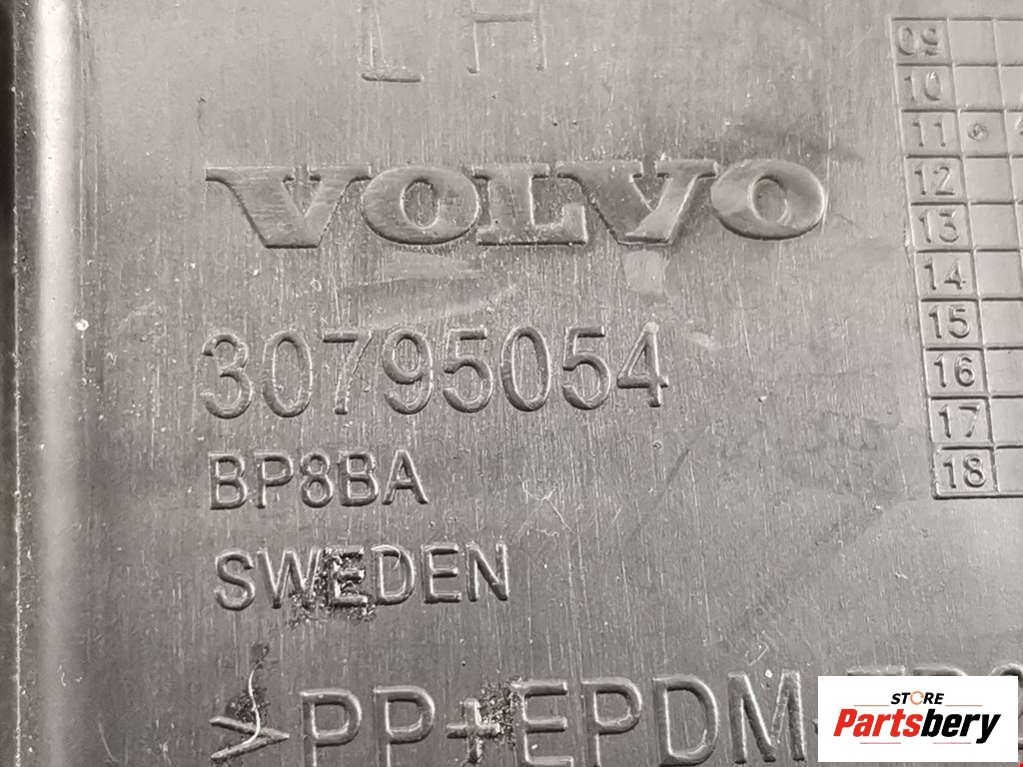 LH
VOLVO
30795054
BP8BA
SWEDEN
>PP+EPDM
09
10
11
12
13
14
15
16
17
18
STORE
Partsbery